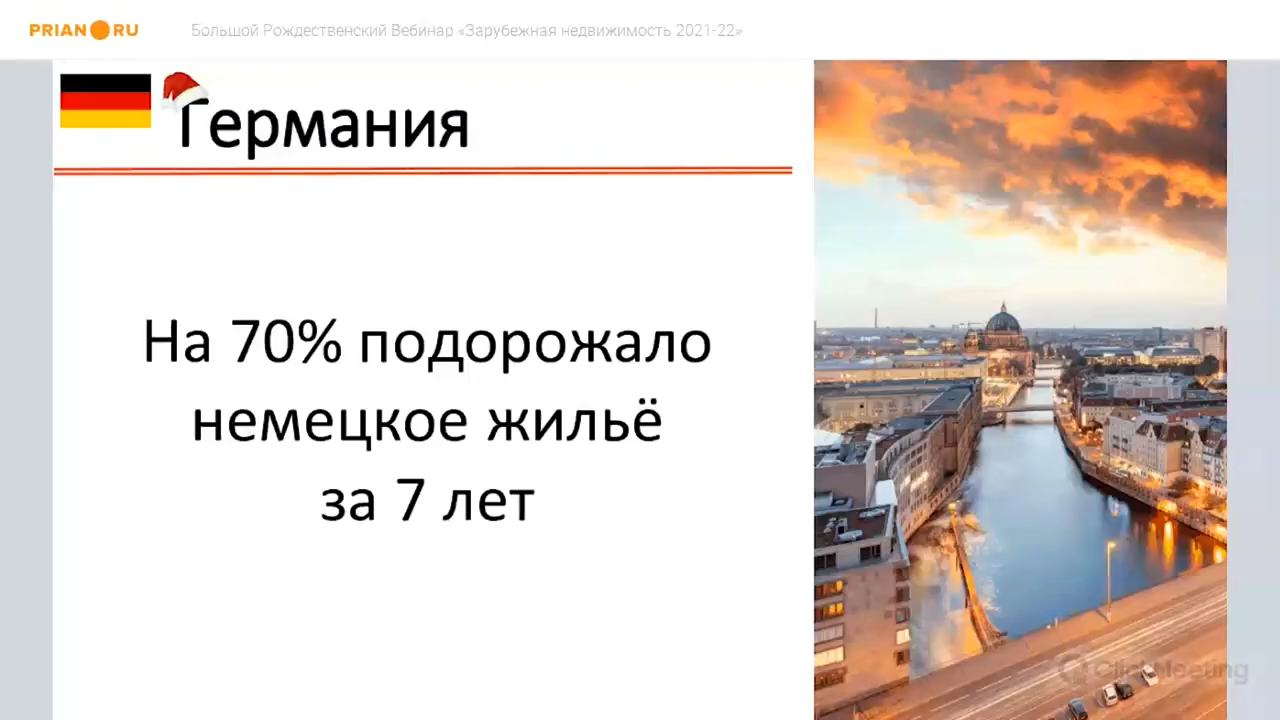 PRIAN RU
Большой Рождественский Вебинар «Зарубежная недвижимость 2021-22»
Германия
На 70% подорожало
немецкое жильё
за 7 лет
ClickMeeting